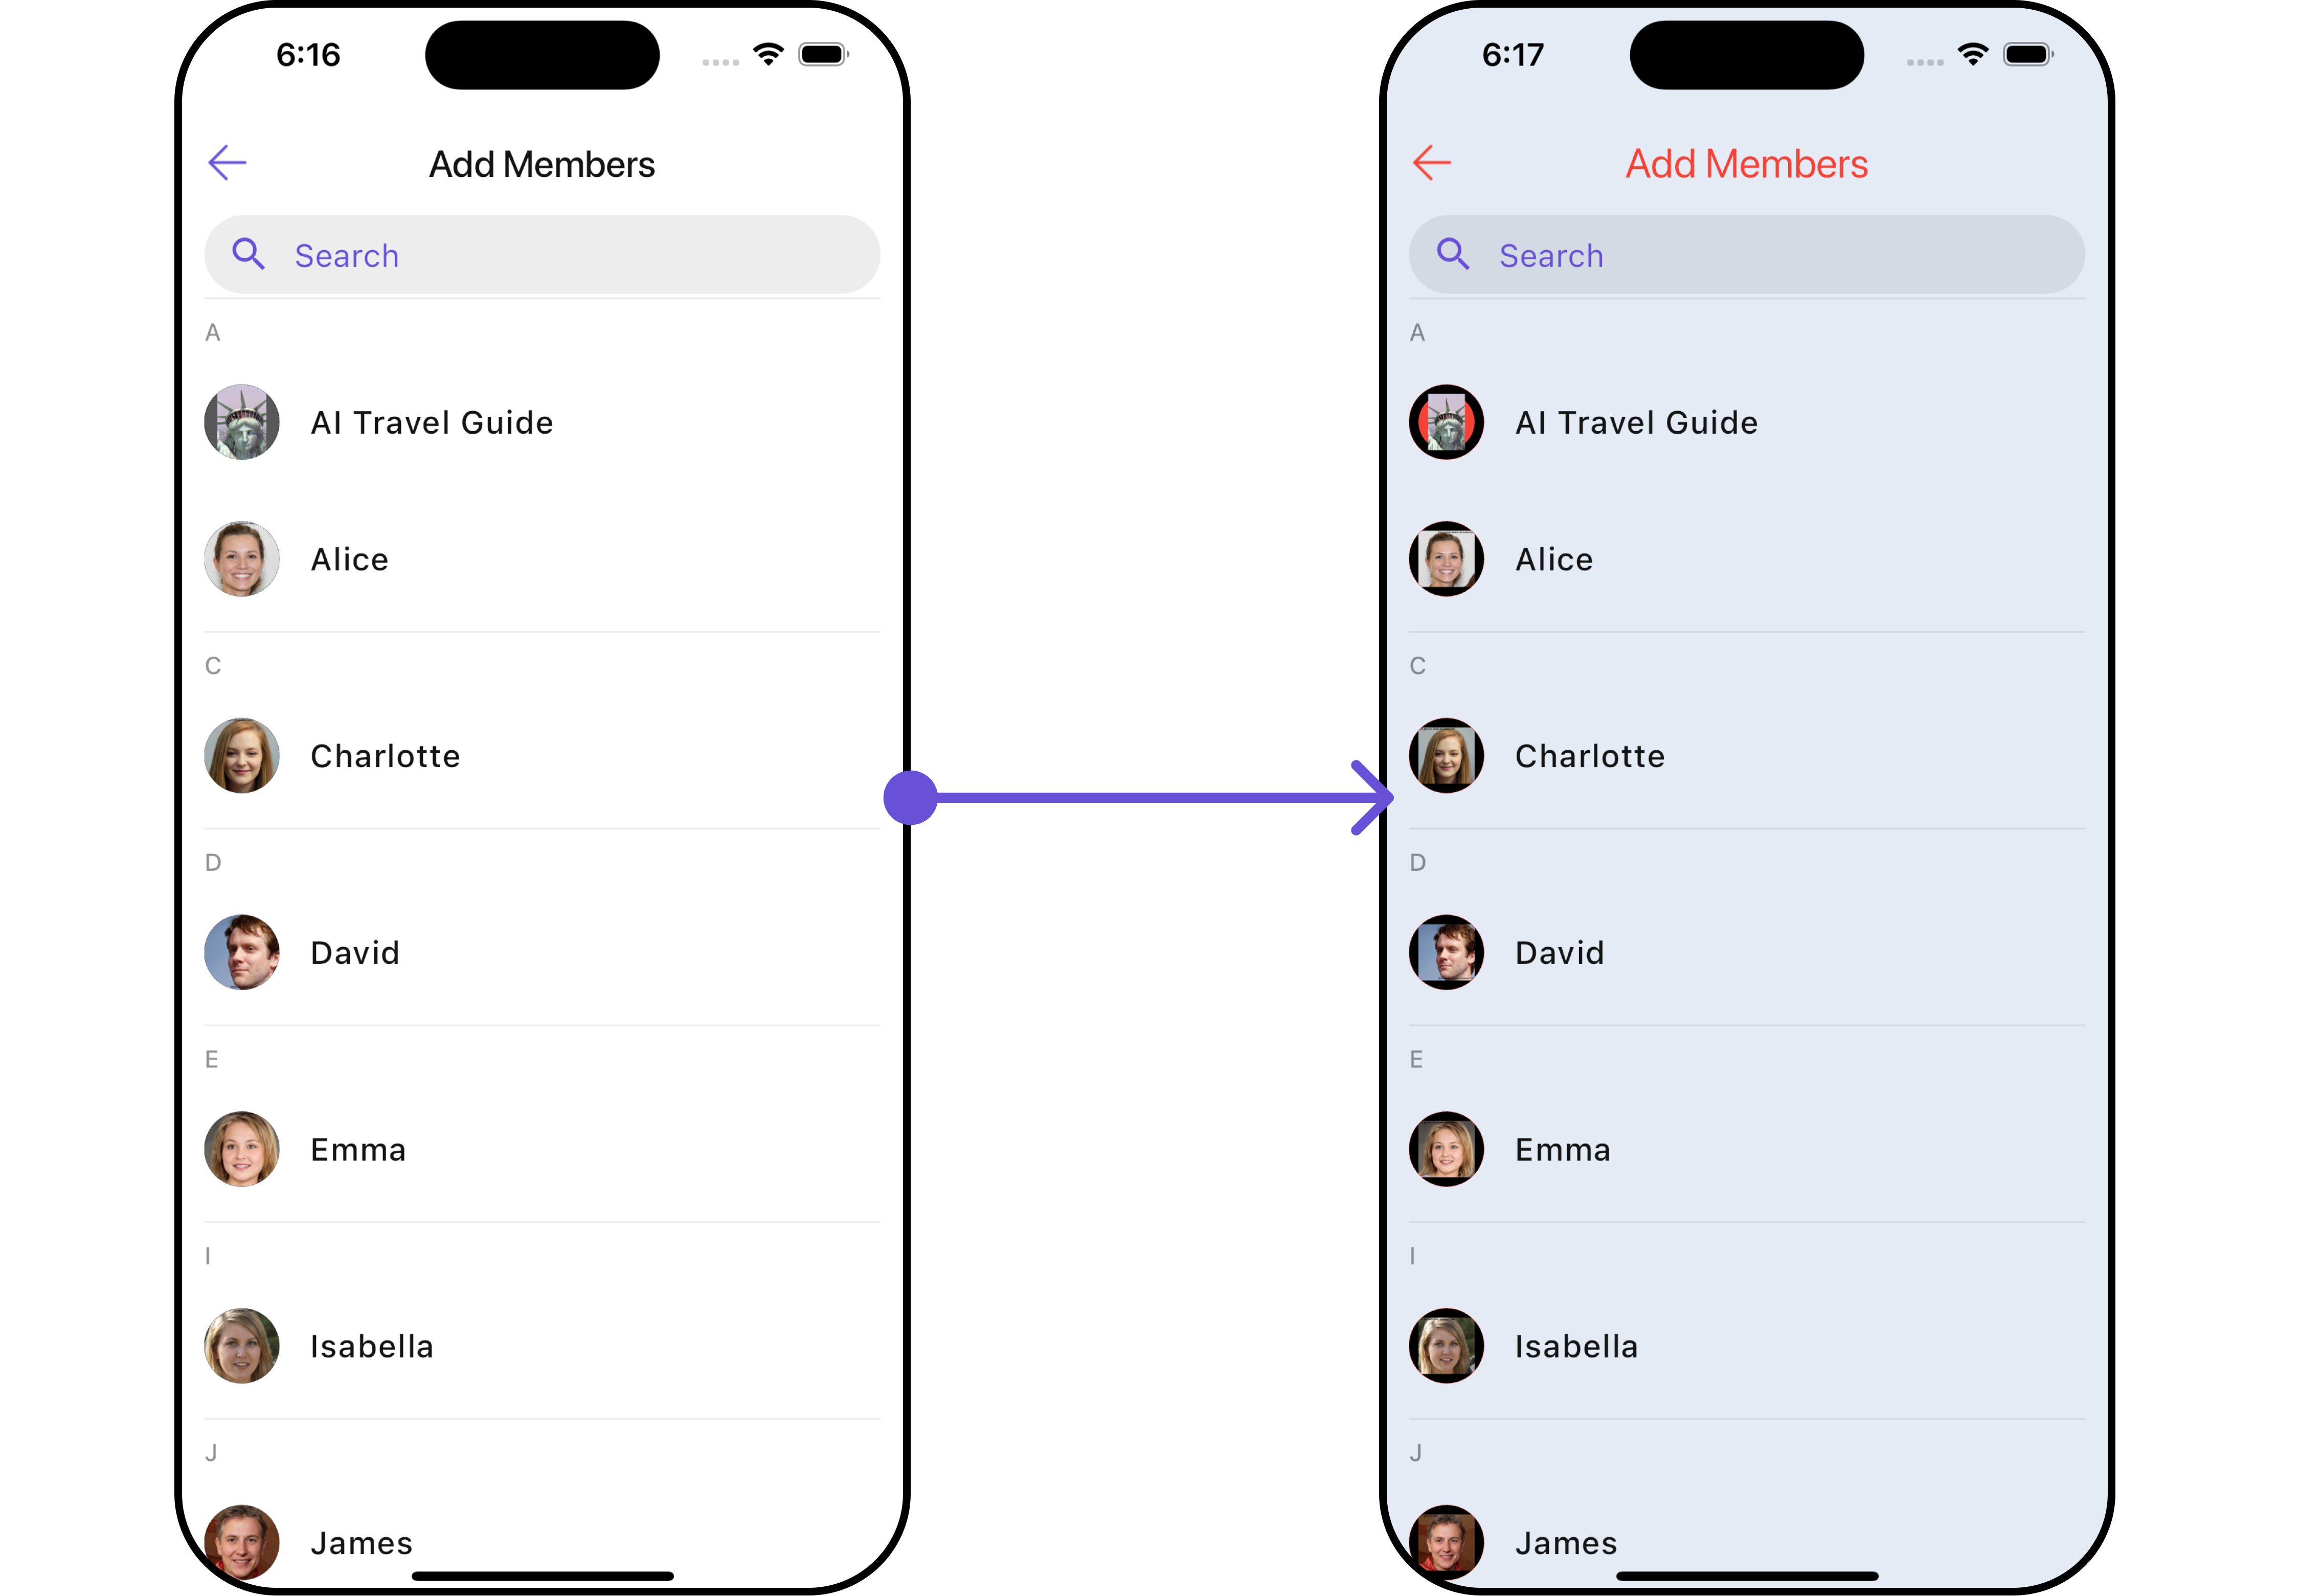 6:16
Add Members
Search
A
AI Travel Guide
Alice
C
Charlotte
D
David
E
Emma
I
Isabella
J
James
6:17
Add Members
Search
A
AI Travel Guide
Alice
C
Charlotte
D
David
E
Emma
I
Isabella
J
James